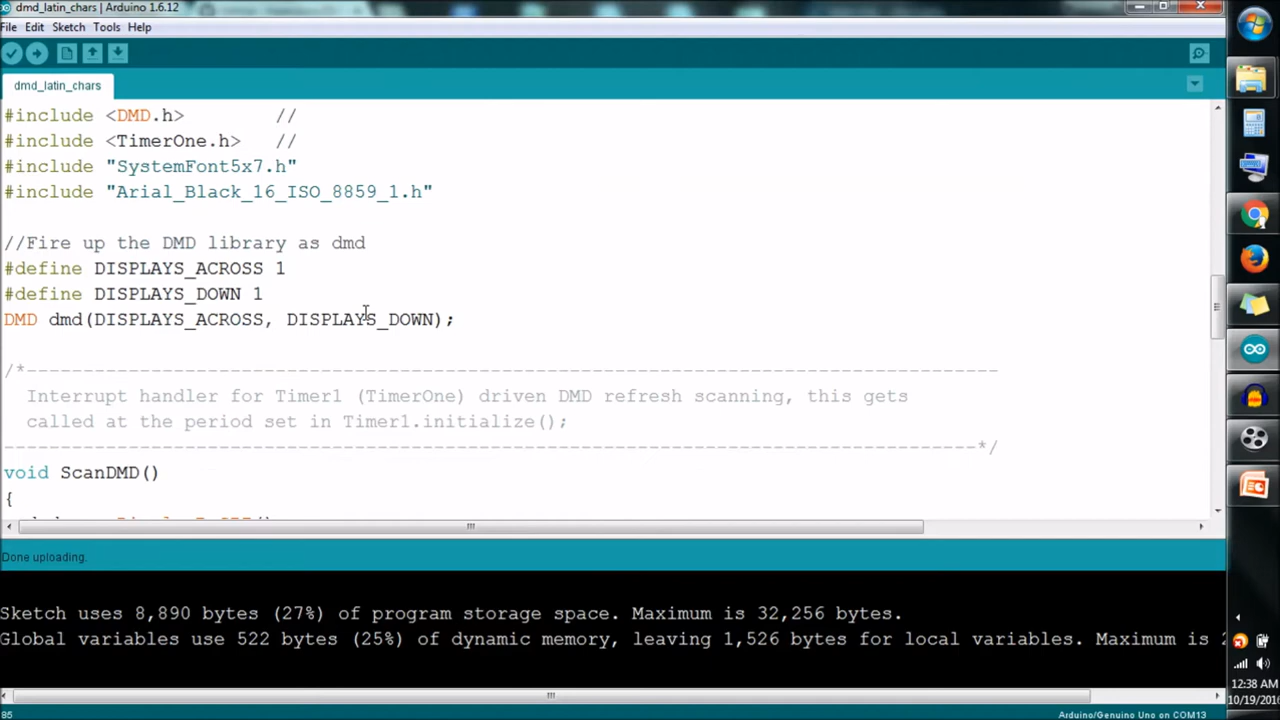 dmd_latin_chars | Arduino 1.6.12
File Edit Sketch Tools Help
dmd_latin_chars
#include <DMD.h> //
#include <TimerOne.h> //
#include "SystemFont5x7.h"
#include "Arial_Black_16_ISO_8859_1.h"
//Fire up the DMD library as dmd
#define DISPLAYS_ACROSS 1
#define DISPLAYS_DOWN 1
DMD dmd(DISPLAYS_ACROSS, DISPLAYS_DOWN);
/*--------------------------------------------------------------------------------------
Interrupt handler for Timer1 (TimerOne) driven DMD refresh scanning, this gets
called at the period set in Timer1.initialize();
--------------------------------------------------------------------------------------*/
void ScanDMD()
{
Done uploading.
Sketch uses 8,890 bytes (27%) of program storage space. Maximum is 32,256 bytes.
Global variables use 522 bytes (25%) of dynamic memory, leaving 1,526 bytes for local variables. Maximum is 2
85
Arduino/Genuino Uno on COM13
12:38 AM
10/19/201